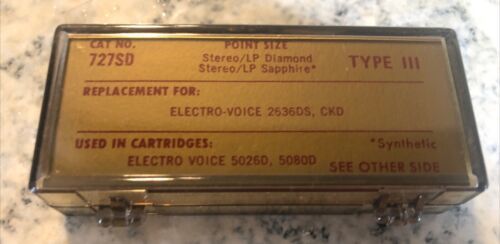 CAT NO. POINT SIZE
727SD Stereo/LP Diamond TYPE III
Stereo/LP Sapphire*
REPLACEMENT FOR:
ELECTRO-VOICE 2636DS, CKD
USED IN CARTRIDGES: *Synthetic
ELECTRO VOICE 5026D, 5080D
SEE OTHER SIDE